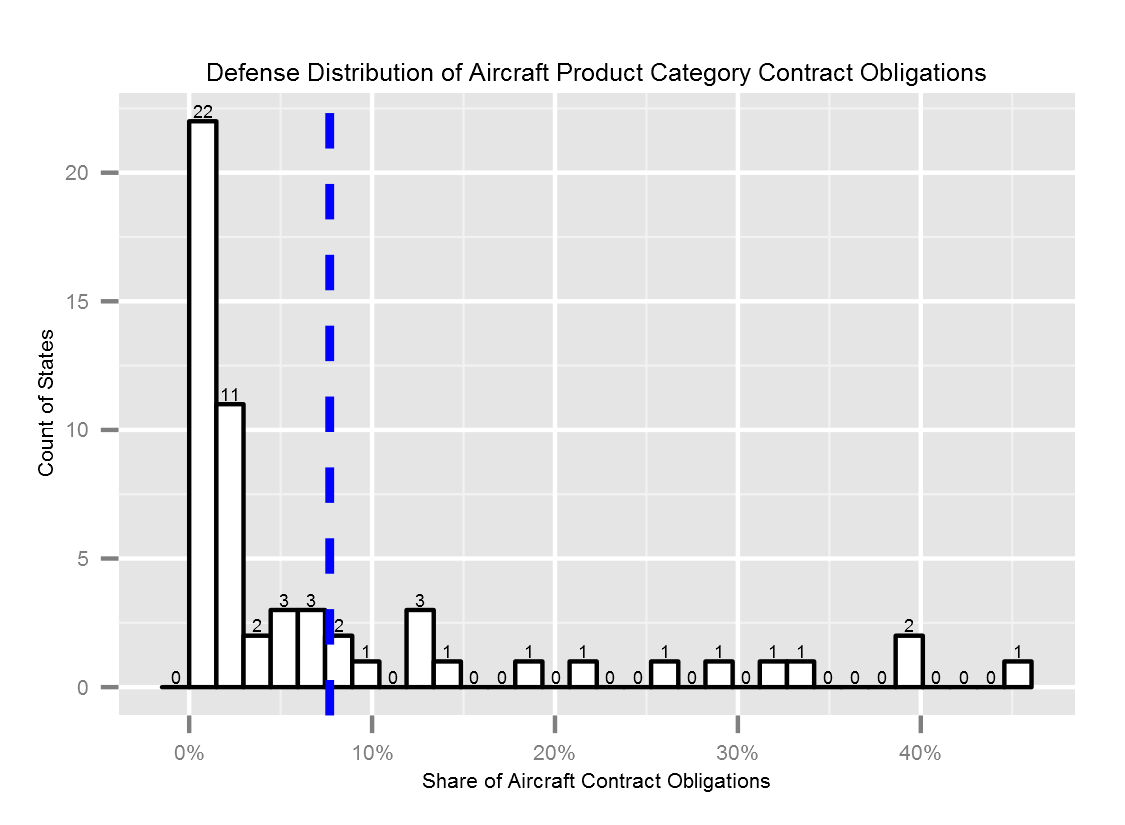 Defense Distribution of Aircraft Product Category Contract Obligations
Count of States
20
15
10
5
0
0 22 11 2 3 3 2 1 0 3 1 0 0 1 0 1 0 0 1 0 1 0 1 1 0 0 0 2 0 0 0 1
0% 10% 20% 30% 40%
Share of Aircraft Contract Obligations